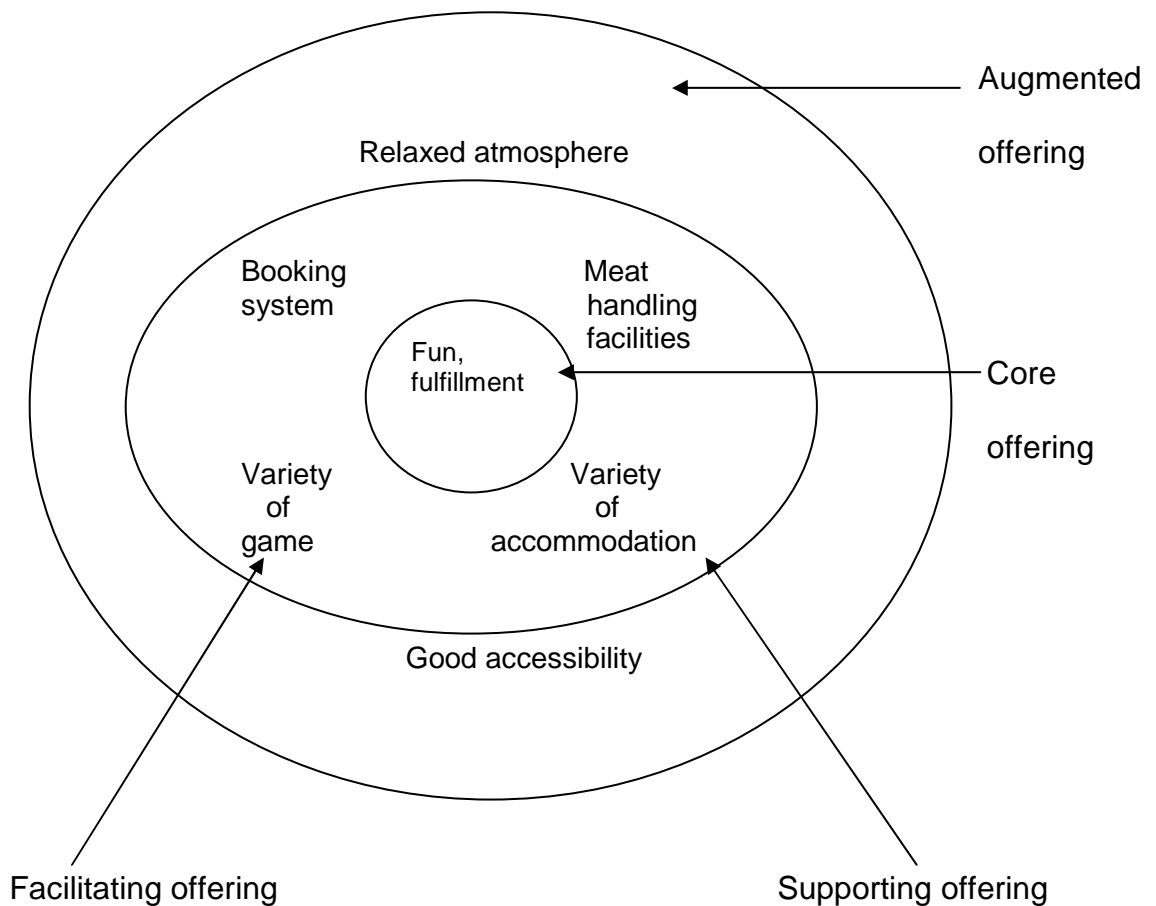 Augmented
offering
Relaxed atmosphere
Booking
system
Meat
handling
facilities
Fun,
fulfillment
Core
offering
Variety
of
game
Variety
of
accommodation
Good accessibility
Facilitating offering
Supporting offering